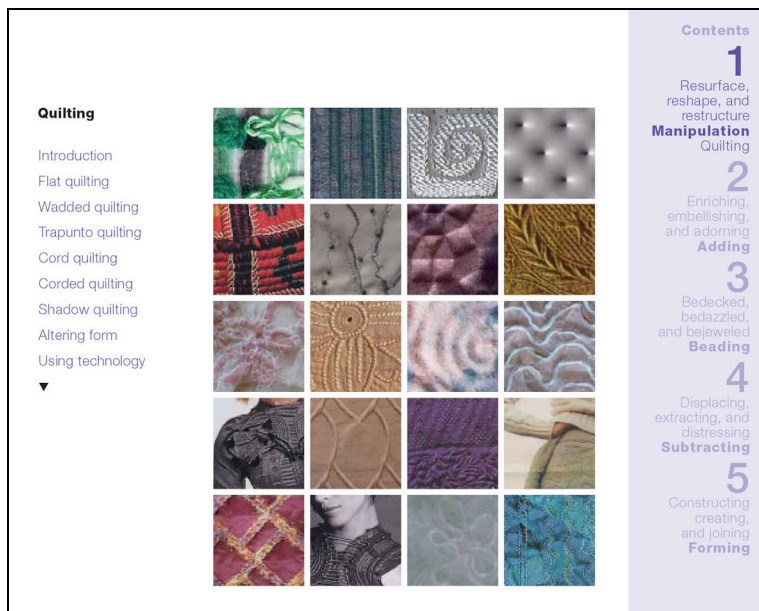 Quilting
Introduction
Flat quilting
Wadded quilting
Trapunto quilting
Cord quilting
Corded quilting
Shadow quilting
Altering form
Using technology
Contents
1
Resurface,
reshape, and
restructure
Manipulation
Quilting
2
Enriching,
embellishing,
and adorning
Adding
3
Bedecked,
bedazzled,
and bejeweled
Beading
4
Displacing,
extracting, and
distressing
Subtracting
5
Constructing
creating,
and joining
Forming